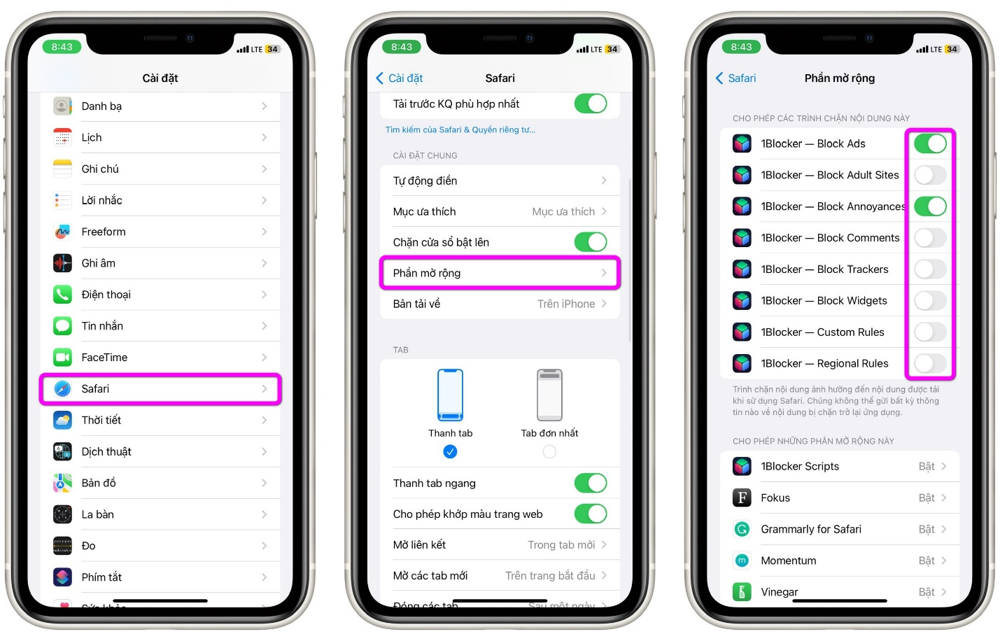 8:43
LTE 34
Cài đặt
Danh bạ
Lịch
Ghi chú
Lời nhắc
Freeform
Ghi âm
Điện thoại
Tin nhắn
FaceTime
Safari
Thời tiết
Dịch thuật
Bản đồ
La bàn
Đo
Phím tắt
Sức khỏe
8:43
LTE 34
Cài đặt
Safari
Tải trước KQ phù hợp nhất
Tìm kiếm của Safari & Quyền riêng tư...
CÀI ĐẶT CHUNG
Tự động điền
Mục ưa thích Mục ưa thích
Chặn cửa sổ bật lên
Phần mở rộng
Bản tải về Trên iPhone
TAB
Thanh tab Tab đơn nhất
Thanh tab ngang
Cho phép khớp màu trang web
Mở liên kết Trong tab mới
Mở các tab mới Trên trang bắt đầu
Đóng các tab Sau một ngày
8:43
LTE 34
Safari
Phần mở rộng
CHO PHÉP CÁC TRÌNH CHẶN NỘI DUNG NÀY
1Blocker — Block Ads
1Blocker — Block Adult Sites
1Blocker — Block Annoyances
1Blocker — Block Comments
1Blocker — Block Trackers
1Blocker — Block Widgets
1Blocker — Custom Rules
1Blocker — Regional Rules
Trình chặn nội dung ảnh hưởng đến nội dung được tải
khi sử dụng Safari. Chúng không thể gửi bất kỳ thông
tin nào về nội dung bị chặn trở lại ứng dụng.
CHO PHÉP NHỮNG PHẦN MỞ RỘNG NÀY
1Blocker Scripts Bật
Fokus Bật
Grammarly for Safari Bật
Momentum Bật
Vinegar Bật